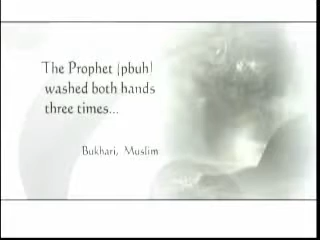 The Prophet (pbuh)
washed both hands
three times...
Bukhari, Muslim